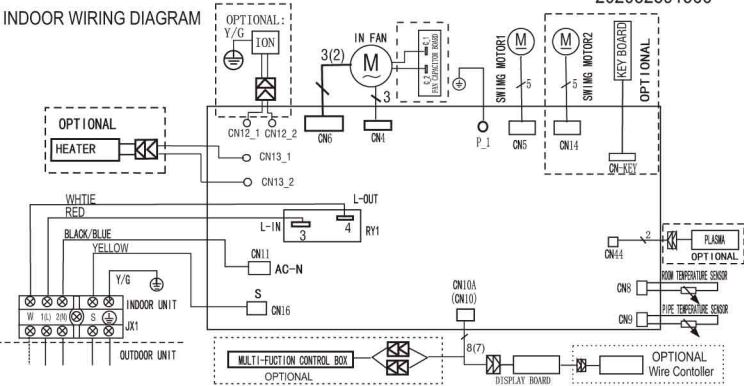 INDOOR WIRING DIAGRAM
OPTIONAL:
Y/G
ION
IN FAN
3(2)
M
3
C_1
C_2
FAN CAPACITOR BOARD
SWIMG MOTOR1
M
5
M
SWIMG MOTOR2
5
KEY BOARD
OPTIONAL
OPTIONAL
HEATER
CN12_1 CN12_2
CN13_1
CN13_2
CN6
CN4
P_1
CN5
CN14
CN-KEY
WHTIE
RED
BLACK/BLUE
YELLOW
L-OUT
L-IN
3
4
RY1
CN11
AC-N
S
CN16
Y/G
INDOOR UNIT
W 1(L) 2(N) S
JX1
OUTDOOR UNIT
CN44
2
PLASMA
OPTIONAL
ROOM TEMPERATURE SENSOR
CN8
PIPE TEMPERATURE SENSOR
CN9
CN10A
(CN10)
8(7)
MULTI-FUCTION CONTROL BOX
OPTIONAL
DISPLAY BOARD
OPTIONAL
Wire Contoller